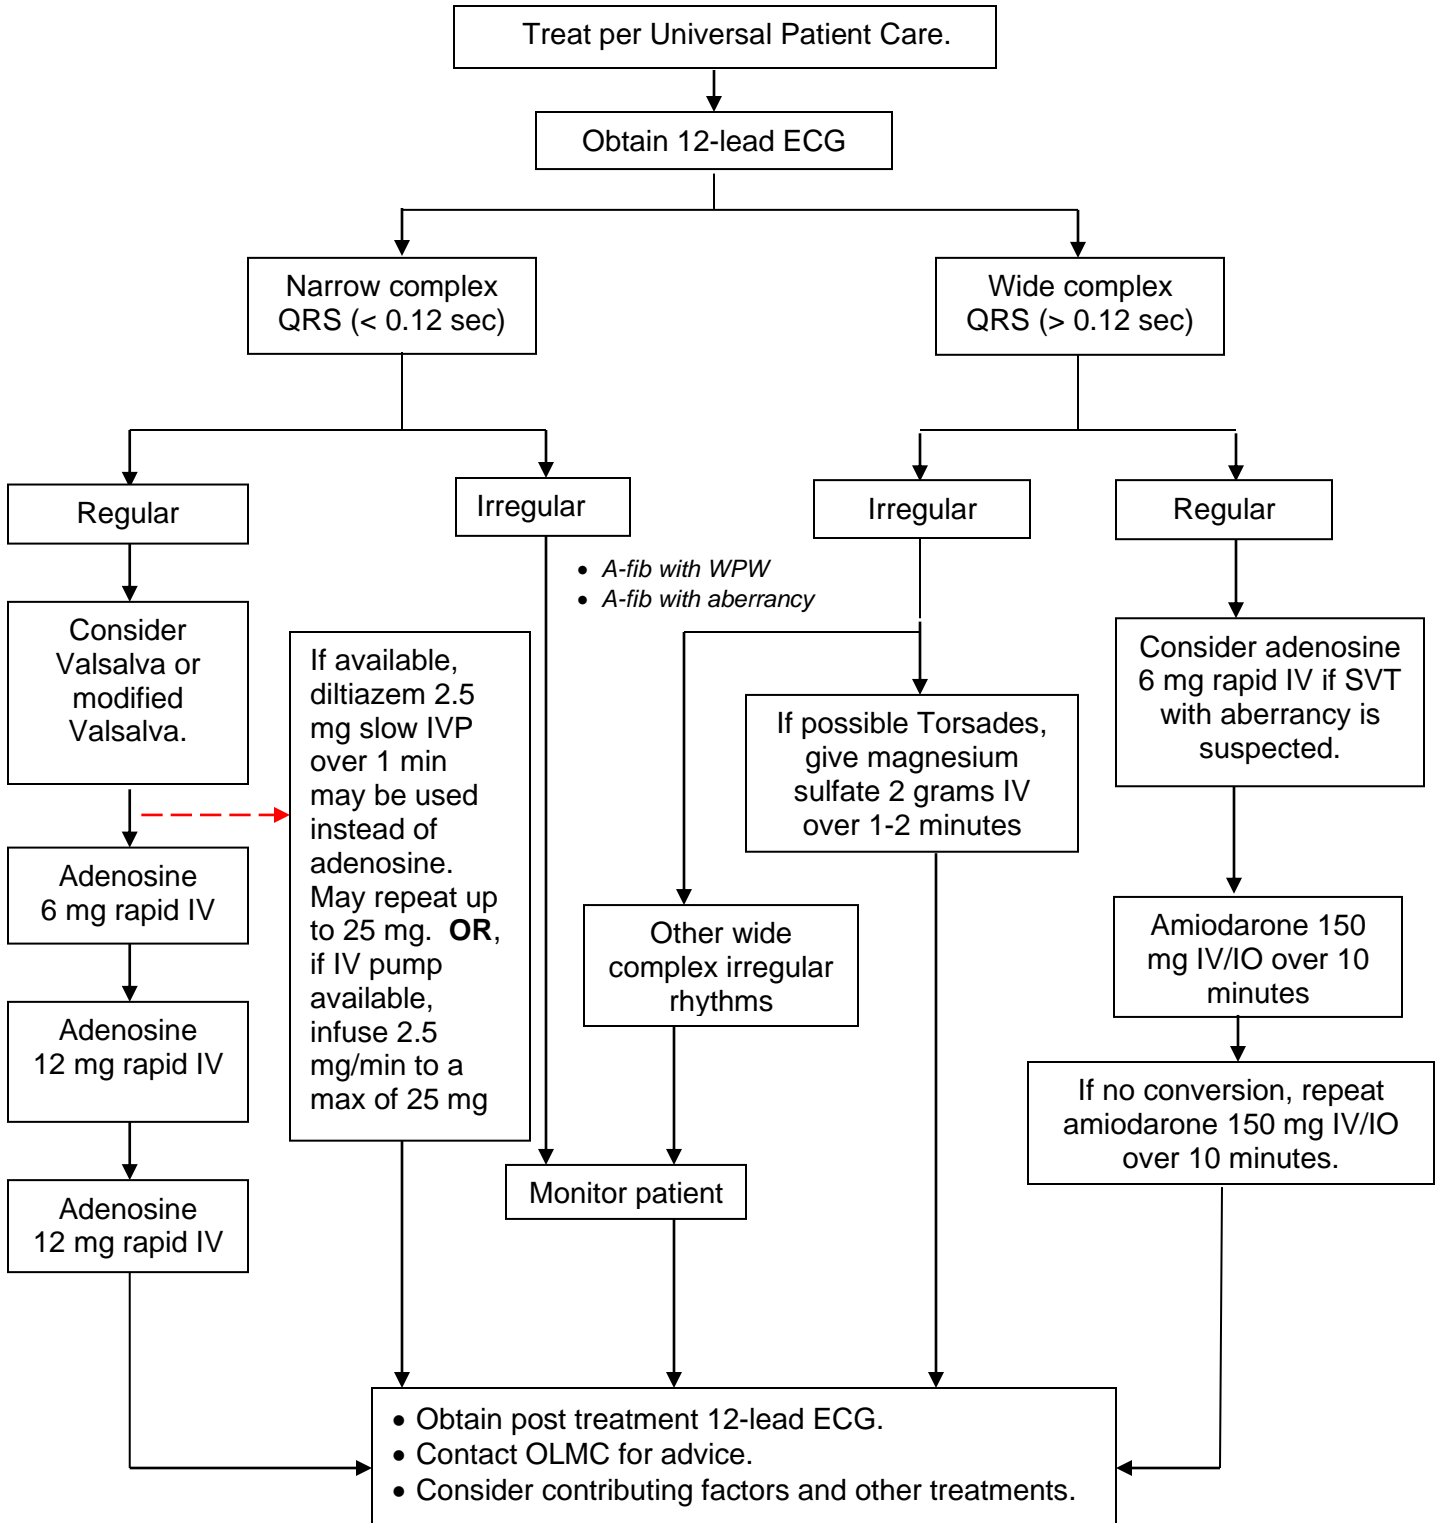 Treat per Universal Patient Care.
Obtain 12-lead ECG
Narrow complex
QRS (< 0.12 sec)
Wide complex
QRS (> 0.12 sec)
Regular
Irregular
Irregular
Regular
• A-fib with WPW
• A-fib with aberrancy
Consider
Valsalva or
modified
Valsalva.
If available,
diltiazem 2.5
mg slow IVP
over 1 min
may be used
instead of
adenosine.
May repeat up
to 25 mg. OR,
if IV pump
available,
infuse 2.5
mg/min to a
max of 25 mg
If possible Torsades,
give magnesium
sulfate 2 grams IV
over 1-2 minutes
Consider adenosine
6 mg rapid IV if SVT
with aberrancy is
suspected.
Adenosine
6 mg rapid IV
Other wide
complex irregular
rhythms
Amiodarone 150
mg IV/IO over 10
minutes
Adenosine
12 mg rapid IV
If no conversion, repeat
amiodarone 150 mg IV/IO
over 10 minutes.
Adenosine
12 mg rapid IV
Monitor patient
• Obtain post treatment 12-lead ECG.
• Contact OLMC for advice.
• Consider contributing factors and other treatments.